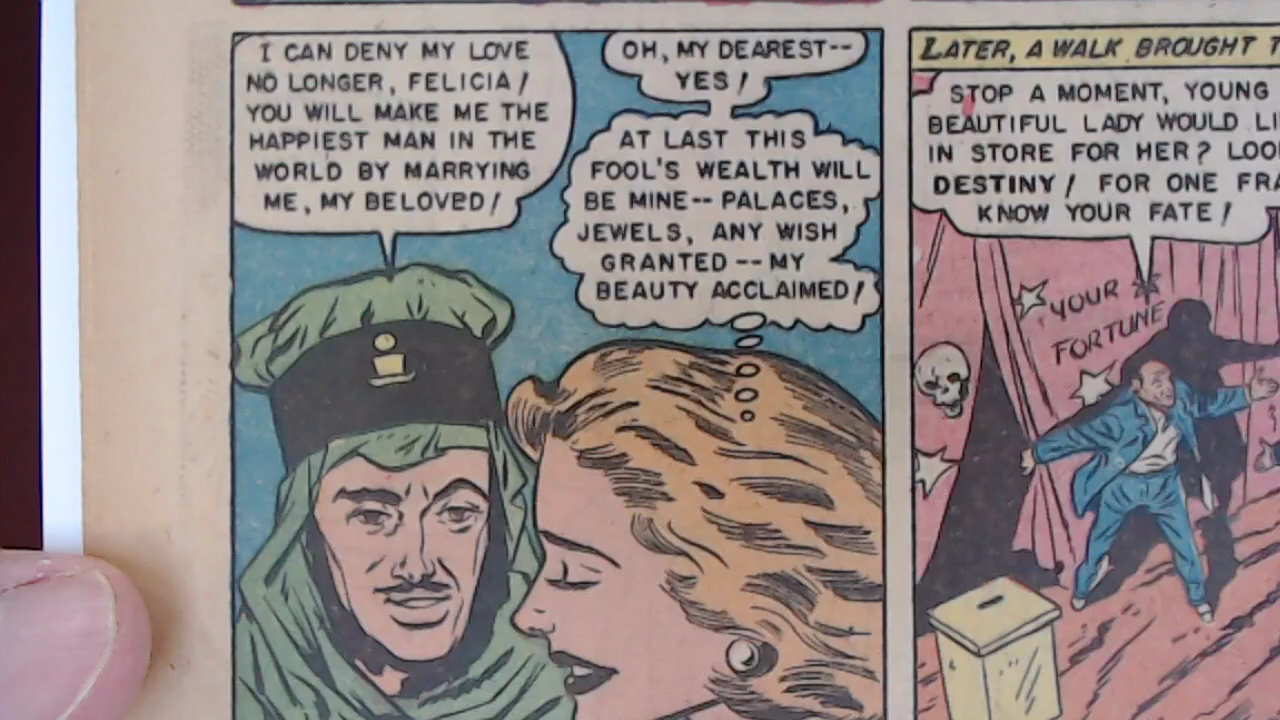 I CAN DENY MY LOVE
NO LONGER, FELICIA!
YOU WILL MAKE ME THE
HAPPIEST MAN IN THE
WORLD BY MARRYING
ME, MY BELOVED!
OH, MY DEAREST--
YES!
AT LAST THIS
FOOL'S WEALTH WILL
BE MINE-- PALACES,
JEWELS, ANY WISH
GRANTED -- MY
BEAUTY ACCLAIMED!
LATER, A WALK BROUGHT
STOP A MOMENT, YOUNG
BEAUTIFUL LADY WOULD
IN STORE FOR HER?
DESTINY! FOR ONE
KNOW YOUR FATE!
YOUR
FORTUNE